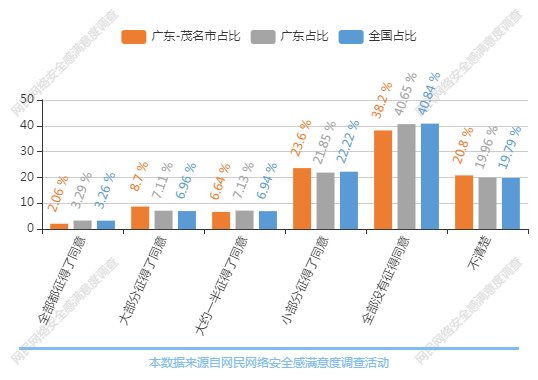 网民网络安全感满意度调查 网民网络安全感满意度调查
广东-茂名市占比 广东占比 全国占比
50
40
30
20
10
0
2.06 % 3.29 % 3.26 % 8.7 % 7.11 % 6.96 % 6.64 % 7.13 % 6.94 % 23.6 % 21.85 % 22.22 % 38.2 % 40.65 % 40.84 % 20.8 % 19.96 % 19.79 %
全部都征得了同意 大部分征得了同意 大约一半征得了同意 小部分征得了同意 全部没有征得同意 不清楚
网民网络安全感满意度调查 网民网络安全感满意度调查
本数据来源自网民网络安全感满意度调查活动